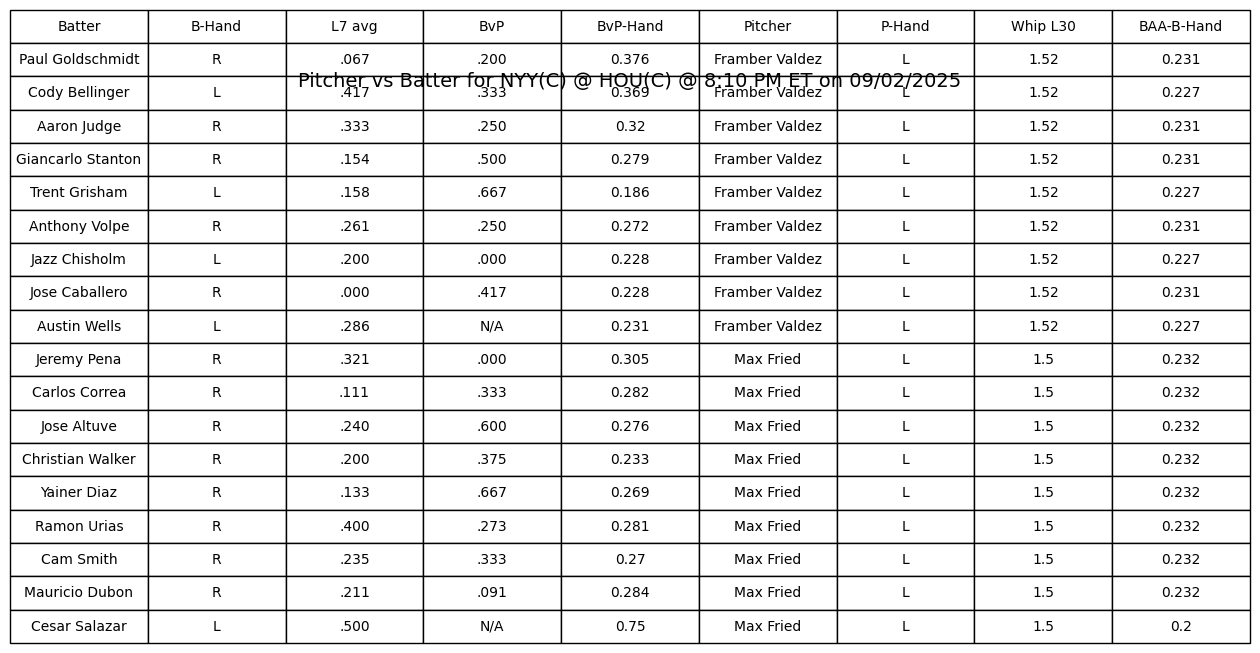 Batter B-Hand L7 avg BvP BvP-Hand Pitcher P-Hand Whip L30 BAA-B-Hand
Paul Goldschmidt R .067 .200 0.376 Framber Valdez L 1.52 0.231
Pitcher vs Batter for NYY(C) @ HOU(C) @ 8:10 PM ET on 09/02/2025
Cody Bellinger L .417 .333 0.369 Framber Valdez L 1.52 0.227
Aaron Judge R .333 .250 0.32 Framber Valdez L 1.52 0.231
Giancarlo Stanton R .154 .500 0.279 Framber Valdez L 1.52 0.231
Trent Grisham L .158 .667 0.186 Framber Valdez L 1.52 0.227
Anthony Volpe R .261 .250 0.272 Framber Valdez L 1.52 0.231
Jazz Chisholm L .200 .000 0.228 Framber Valdez L 1.52 0.227
Jose Caballero R .000 .417 0.228 Framber Valdez L 1.52 0.231
Austin Wells L .286 N/A 0.231 Framber Valdez L 1.52 0.227
Jeremy Pena R .321 .000 0.305 Max Fried L 1.5 0.232
Carlos Correa R .111 .333 0.282 Max Fried L 1.5 0.232
Jose Altuve R .240 .600 0.276 Max Fried L 1.5 0.232
Christian Walker R .200 .375 0.233 Max Fried L 1.5 0.232
Yainer Diaz R .133 .667 0.269 Max Fried L 1.5 0.232
Ramon Urias R .400 .273 0.281 Max Fried L 1.5 0.232
Cam Smith R .235 .333 0.27 Max Fried L 1.5 0.232
Mauricio Dubon R .211 .091 0.284 Max Fried L 1.5 0.232
Cesar Salazar L .500 N/A 0.75 Max Fried L 1.5 0.2